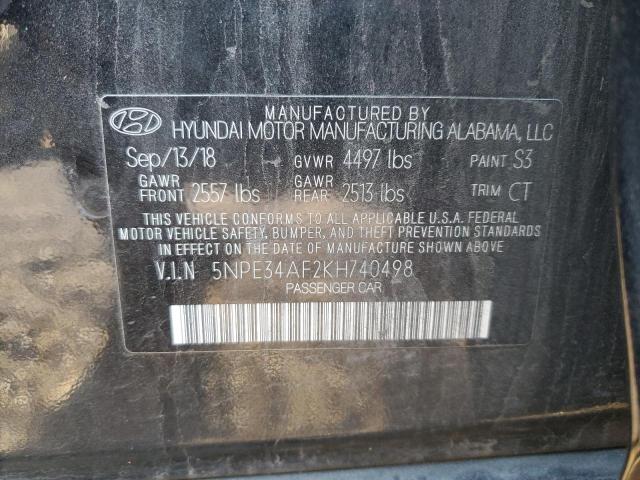 MANUFACTURED BY
HYUNDAI MOTOR MANUFACTURING ALABAMA, LLC
Sep/13/18 GVWR 4497 lbs PAINT S3
GAWR FRONT 2557 lbs GAWR REAR 2513 lbs TRIM CT
THIS VEHICLE CONFORMS TO ALL APPLICABLE U.S.A. FEDERAL
MOTOR VEHICLE SAFETY, BUMPER, AND THEFT PREVENTION STANDARDS
IN EFFECT ON THE DATE OF MANUFACTURE SHOWN ABOVE.
V.I.N 5NPE34AF2KH740498
PASSENGER CAR